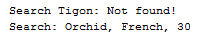 Search Tigon: Not found!
Search: Orchid, French, 30